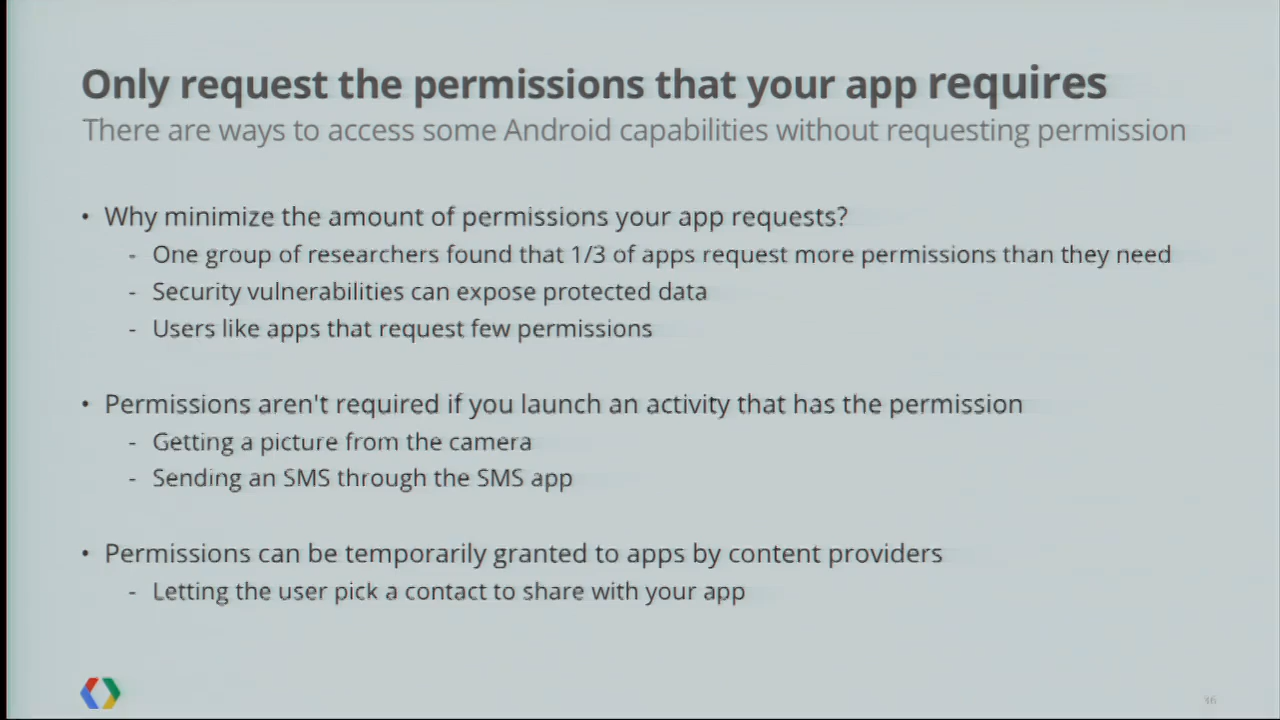 Only request the permissions that your app requires
There are ways to access some Android capabilities without requesting permission
• Why minimize the amount of permissions your app requests?
- One group of researchers found that 1/3 of apps request more permissions than they need
- Security vulnerabilities can expose protected data
- Users like apps that request few permissions
• Permissions aren't required if you launch an activity that has the permission
- Getting a picture from the camera
- Sending an SMS through the SMS app
• Permissions can be temporarily granted to apps by content providers
- Letting the user pick a contact to share with your app